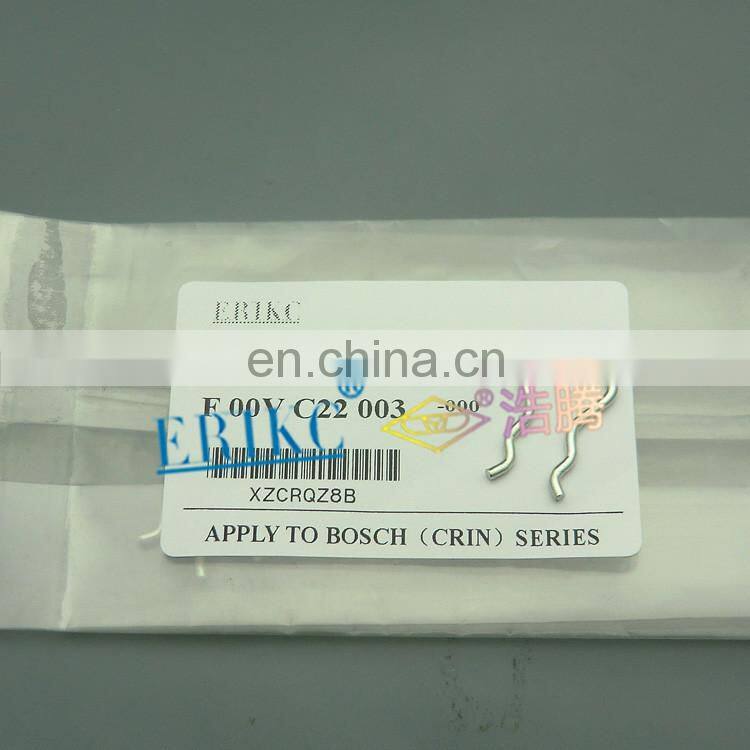 ERIKC
en.china.cn
F 00V C22 003 -000
ERIKC ® 浩腾
XZCRQZ8B
APPLY TO BOSCH（CRIN）SERIES